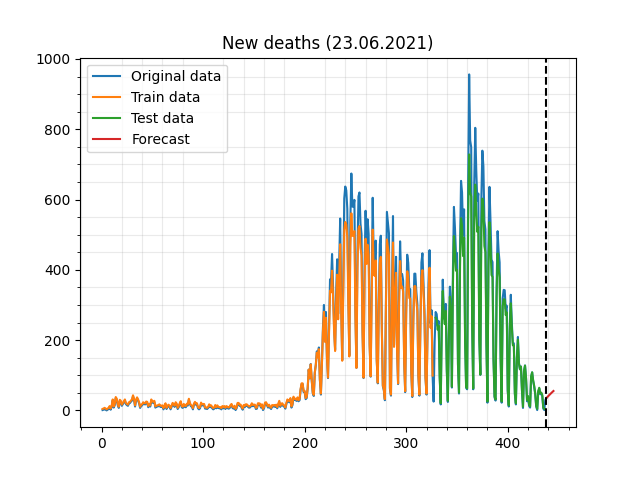 New deaths (23.06.2021)
1000
800
600
400
200
0
Original data
Train data
Test data
Forecast
0 100 200 300 400